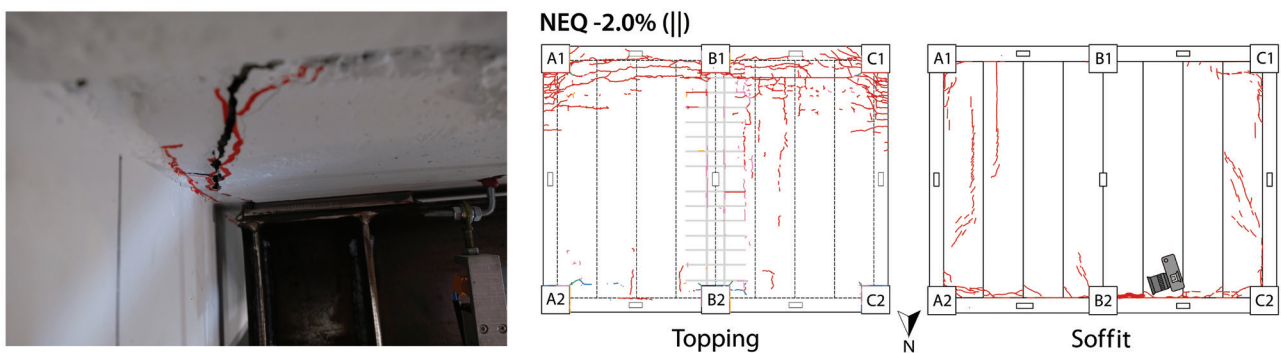 NEQ -2.0% (||)
A1 B1 C1
A2 B2 C2
Topping
N
A1 B1 C1
A2 B2 C2
Soffit